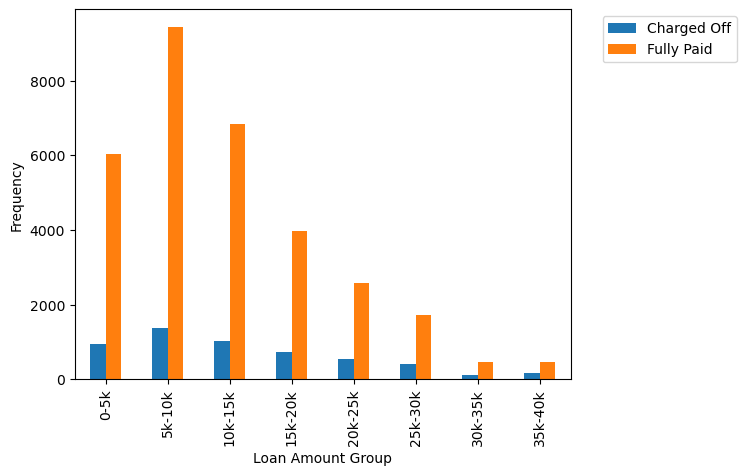 Charged Off
Fully Paid
8000
6000
4000
2000
0
Frequency
0-5k
5k-10k
10k-15k
15k-20k
20k-25k
25k-30k
30k-35k
35k-40k
Loan Amount Group